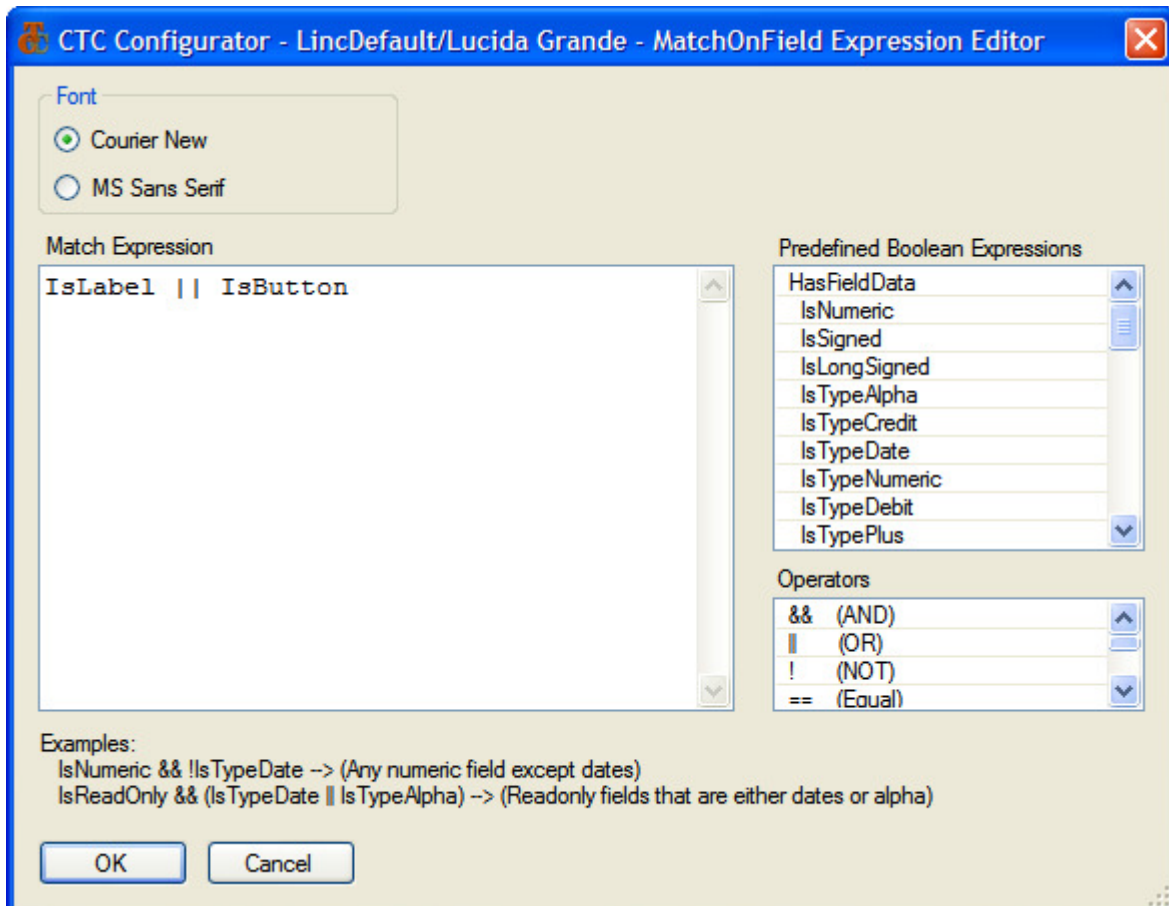 CTC Configurator - LincDefault/Lucida Grande - MatchOnField Expression Editor
Font
Courier New
MS Sans Serif
Match Expression
IsLabel || IsButton
Predefined Boolean Expressions
HasFieldData
IsNumeric
IsSigned
IsLongSigned
IsTypeAlpha
IsTypeCredit
IsTypeDate
IsTypeNumeric
IsTypeDebit
IsTypePlus
Operators
&& (AND)
|| (OR)
! (NOT)
== (Equal)
Examples:
IsNumeric && !IsTypeDate --> (Any numeric field except dates)
IsReadOnly && (IsTypeDate || IsTypeAlpha) --> (Readonly fields that are either dates or alpha)
OK Cancel